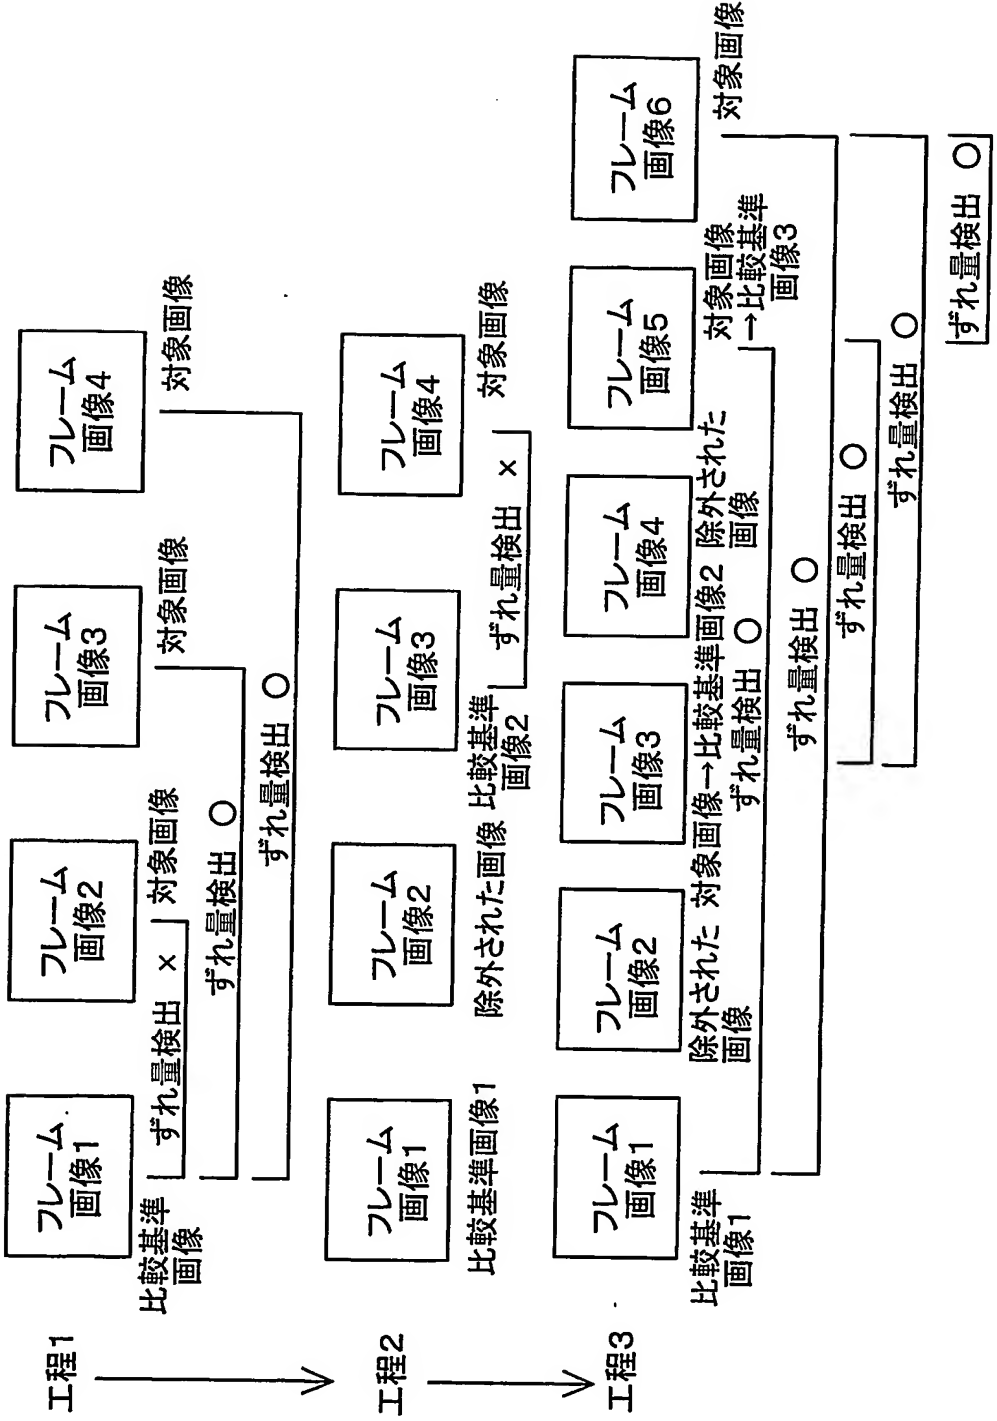 工程1
フレーム
画像1
フレーム
画像2
フレーム
画像3
フレーム
画像4
比較基準
画像
対象画像
対象画像
対象画像
ずれ量検出 ×
ずれ量検出 ○
ずれ量検出 ○
工程2
フレーム
画像1
フレーム
画像2
フレーム
画像3
フレーム
画像4
比較基準画像1
除外された画像
比較基準
画像2
対象画像
ずれ量検出 ×
工程3
フレーム
画像1
フレーム
画像2
フレーム
画像3
フレーム
画像4
フレーム
画像5
フレーム
画像6
比較基準
画像1
除外された
画像
対象画像→比較基準画像2
除外された
画像
対象画像
→比較基準
画像3
対象画像
ずれ量検出 ○
ずれ量検出 ○
ずれ量検出 ○
ずれ量検出 ○
ずれ量検出 ○